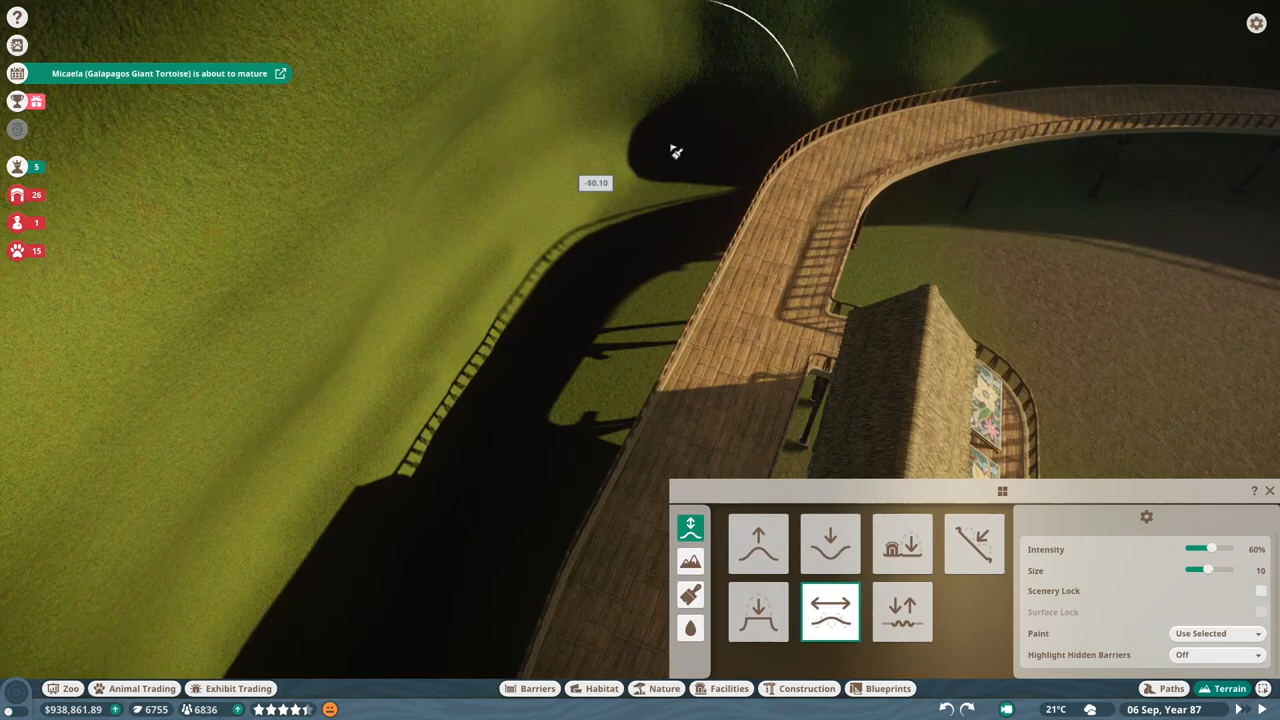 ?
Micaela (Galapagos Giant Tortoise) is about to mature
5
26
1
15
-$0.10
?
Intensity 60%
Size 10
Scenery Lock
Surface Lock
Paint Use Selected
Highlight Hidden Barriers Off
Zoo Animal Trading Exhibit Trading Barriers Habitat Nature Facilities Construction Blueprints Paths Terrain
$938,861.89 6755 6836 21°C 06 Sep, Year 87